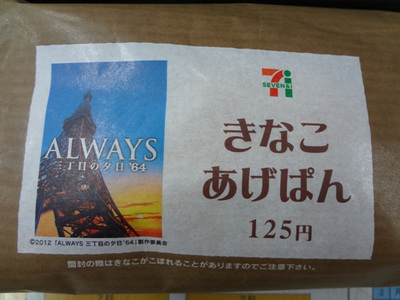 7i
SEVEN&i
ALWAYS
三丁目の夕日'64
きなこ
あげぱん
125円
©2012「ALWAYS 三丁目の夕日'64」製作委員会
開封の際はきなこがこぼれることがありますのでご注意下さい。